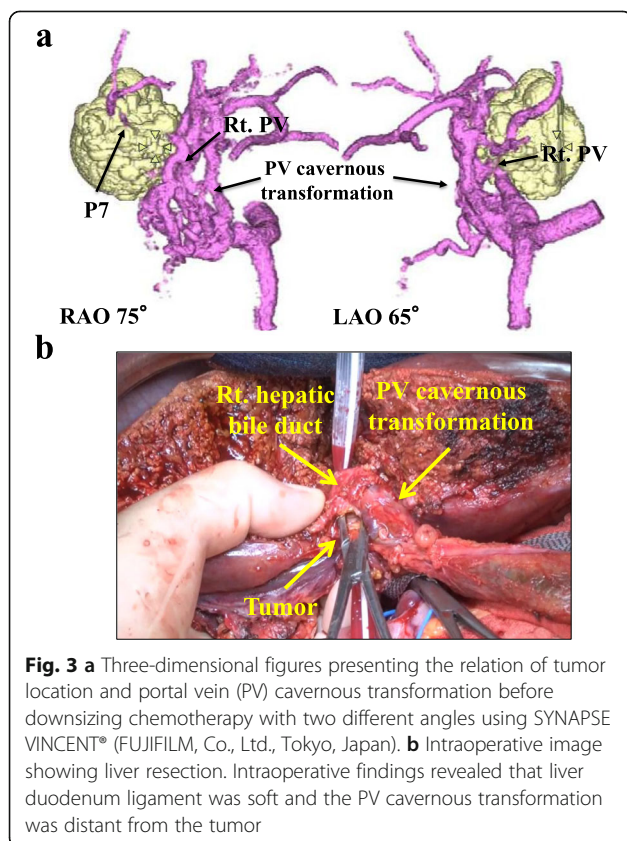 a
Rt. PV
Rt. PV
PV cavernous
transformation
P7
RAO 75°
LAO 65°
b
Rt. hepatic
bile duct
PV cavernous
transformation
Tumor
Fig. 3 a Three-dimensional figures presenting the relation of tumor
location and portal vein (PV) cavernous transformation before
downsizing chemotherapy with two different angles using SYNAPSE
VINCENT® (FUJIFILM, Co., Ltd., Tokyo, Japan). b Intraoperative image
showing liver resection. Intraoperative findings revealed that liver
duodenum ligament was soft and the PV cavernous transformation
was distant from the tumor